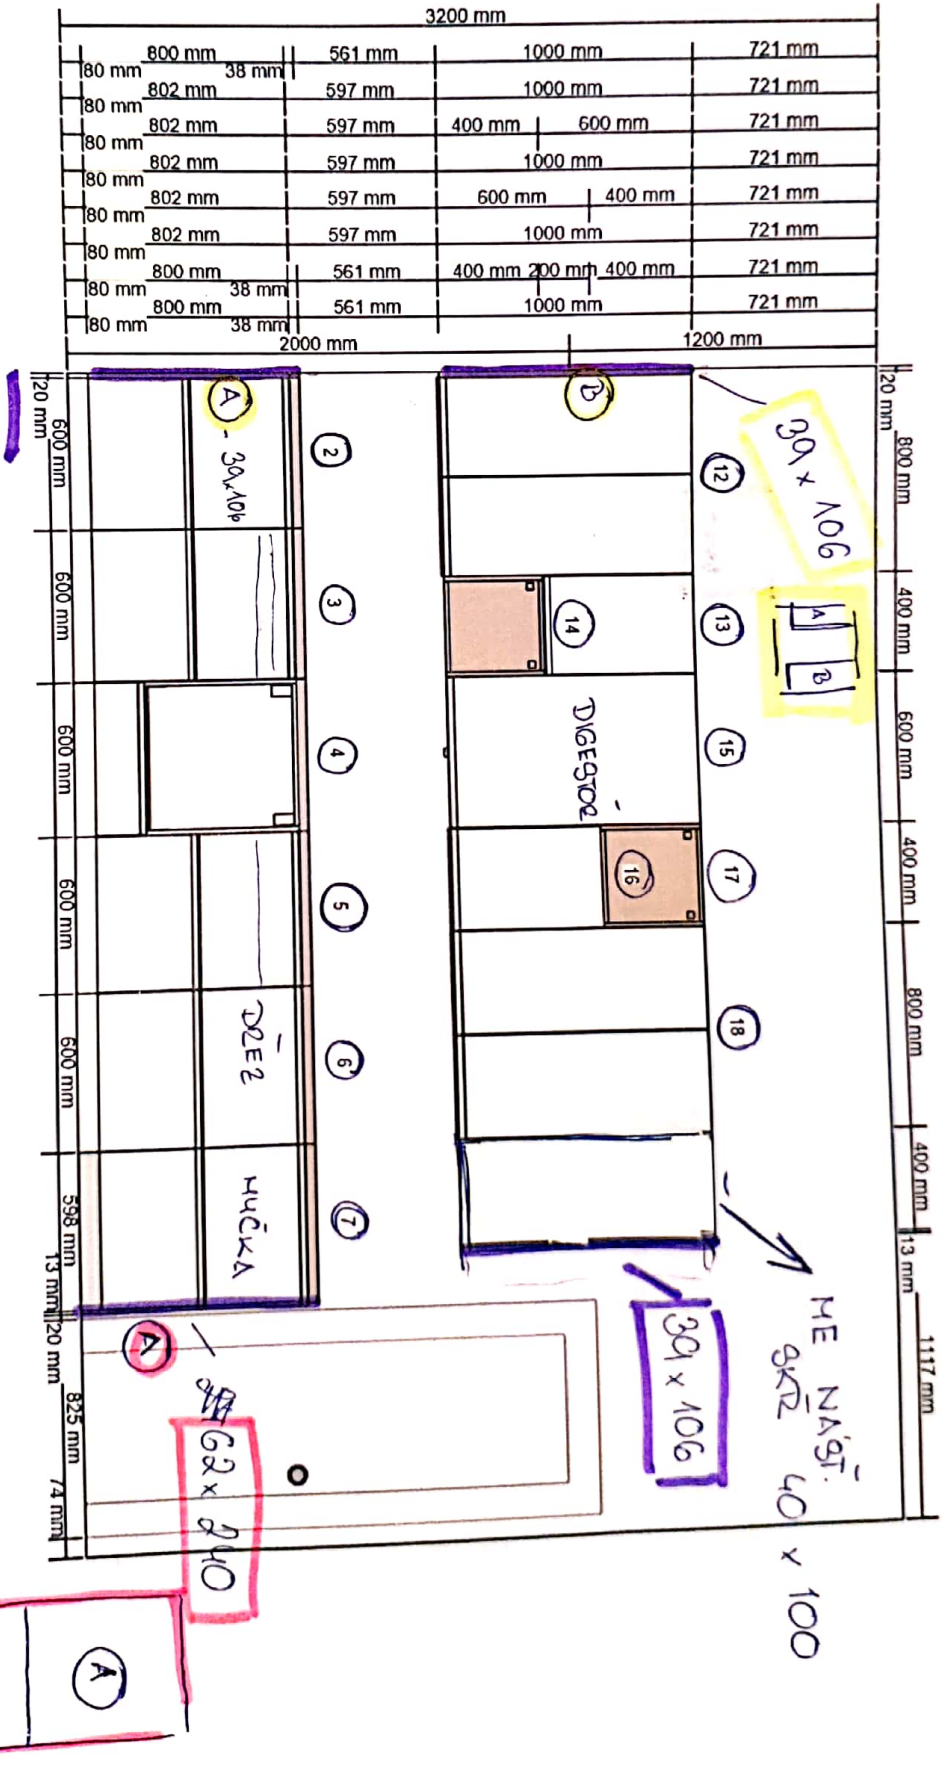 3200 mm
800 mm 561 mm 1000 mm 721 mm
80 mm 38 mm
802 mm 597 mm 1000 mm 721 mm
80 mm
802 mm 597 mm 400 mm 600 mm 721 mm
80 mm
802 mm 597 mm 1000 mm 721 mm
80 mm
802 mm 597 mm 600 mm 400 mm 721 mm
80 mm
802 mm 597 mm 1000 mm 721 mm
80 mm
800 mm 561 mm 400 mm 200 mm 400 mm 721 mm
80 mm 38 mm
800 mm 561 mm 1000 mm 721 mm
80 mm 38 mm
2000 mm 1200 mm
20 mm 800 mm 400 mm 600 mm 400 mm 800 mm 400 mm 13 mm 1117 mm
39 x 106
A
B
B
12 13 15 17 18
14
16
DIGESTOŘ
ME NÁST.
SKŘ 40 x 100
39 x 106
2 3 4 5 6 7
A - 39x106
DŘEZ
MYČKA
A
62 x 240
20 mm 600 mm 600 mm 600 mm 600 mm 600 mm 598 mm 13 mm 20 mm 825 mm 74 mm
A